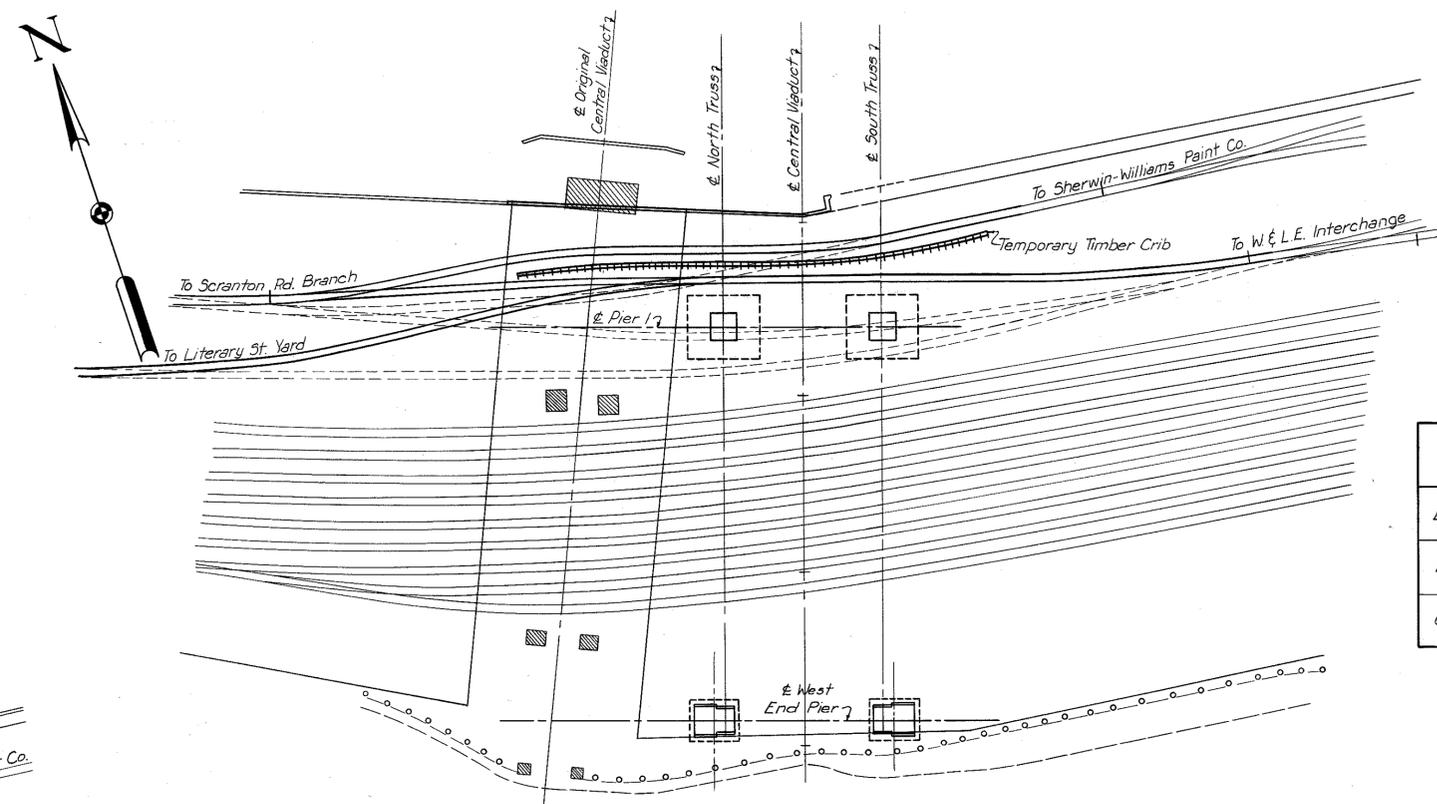 N
℄ Original
Central Viaduct
℄ North Truss
℄ Central Viaduct
℄ South Truss
To Sherwin-Williams Paint Co.
To W. & L.E. Interchange
Temporary Timber Crib
To Scranton Rd. Branch
℄ Pier 1
To Literary St. Yard
℄ West
End Pier
Co.